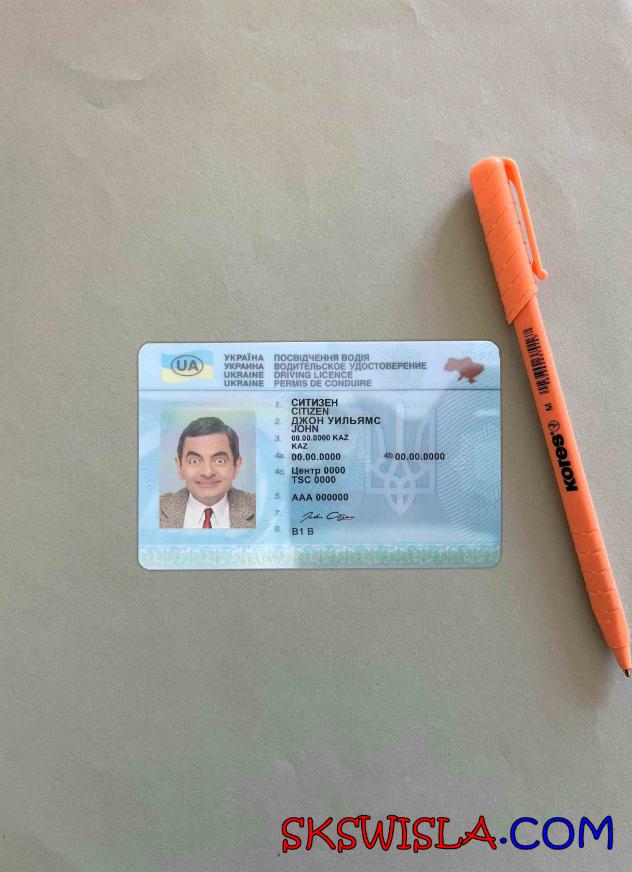 UA
УКРАЇНА ПОСВІДЧЕННЯ ВОДІЯ
УКРАИНА ВОДИТЕЛЬСКОЕ УДОСТОВЕРЕНИЕ
UKRAINE DRIVING LICENCE
UKRAINE PERMIS DE CONDUIRE
1. СИТИЗЕН
CITIZEN
2. ДЖОН УИЛЬЯМС
JOHN
3. 00.00.0000 KAZ
KAZ
4a. 00.00.0000 4b. 00.00.0000
4c. Центр 0000
TSC 0000
5. AAA 000000
7. John Citizen
9. B1 B
kores
M
SKSWISLA.COM